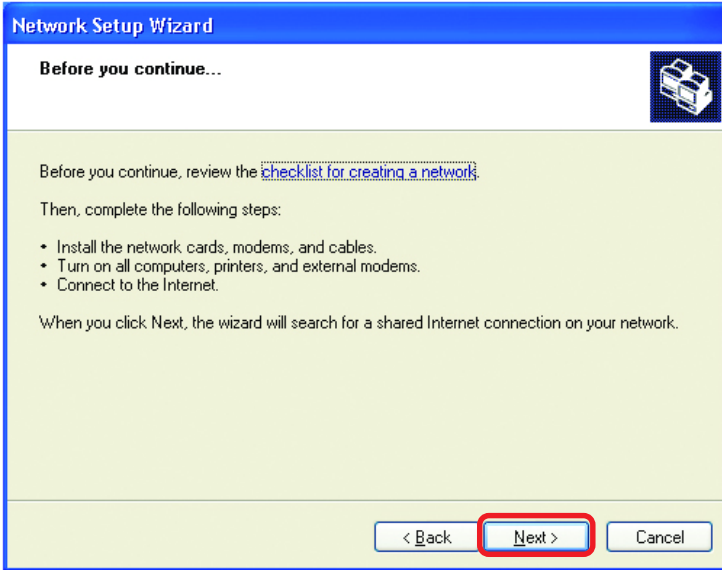 Network Setup Wizard
Before you continue...
Before you continue, review the checklist for creating a network.
Then, complete the following steps:
• Install the network cards, modems, and cables.
• Turn on all computers, printers, and external modems.
• Connect to the Internet.
When you click Next, the wizard will search for a shared Internet connection on your network.
< Back Next > Cancel